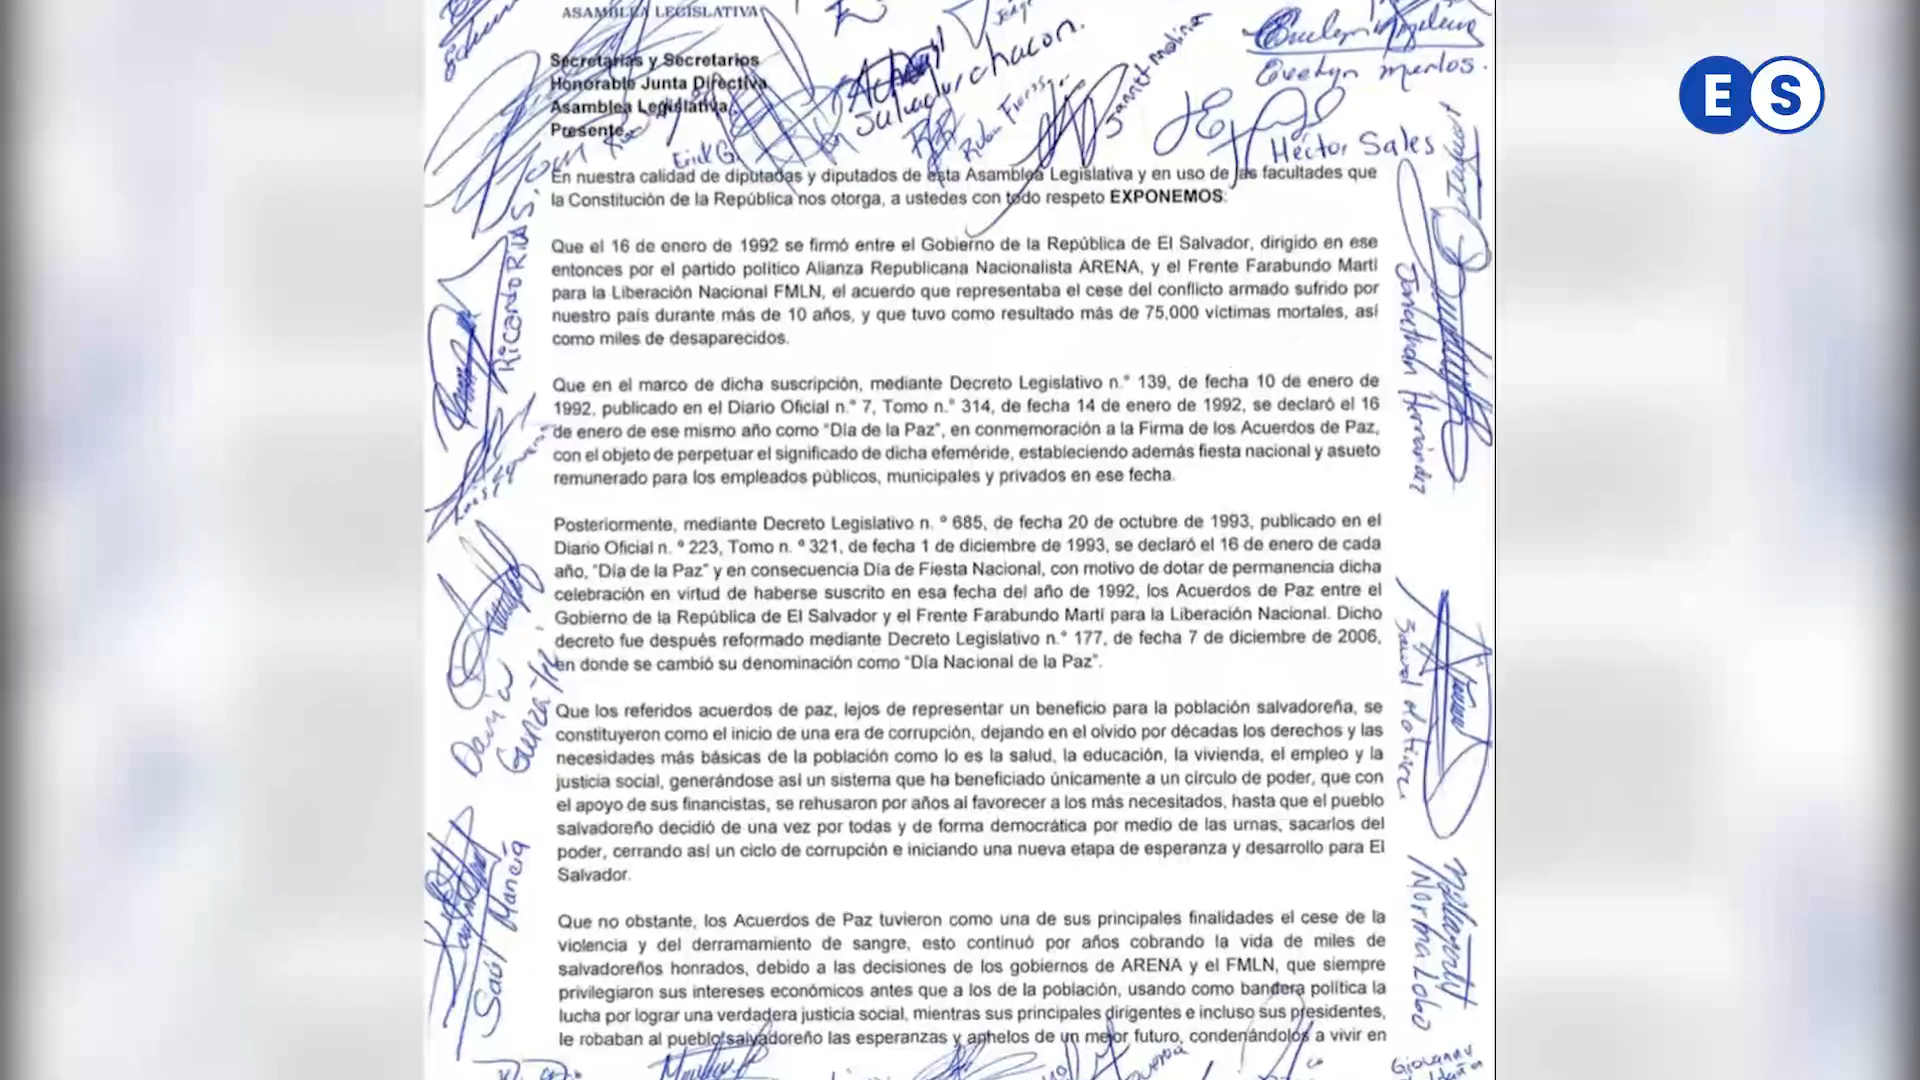 ASAMBLEA LEGISLATIVA
Secretarias y Secretarios
Honorable Junta Directiva
Asamblea Legislativa.
Presente.
salvador chacon.
Jannett Molina
Evelyn Merlos.
Erick G.
Héctor Sales
E S
En nuestra calidad de diputadas y diputados de esta Asamblea Legislativa y en uso de las facultades que
la Constitución de la República nos otorga, a ustedes con todo respeto EXPONEMOS:
Que el 16 de enero de 1992 se firmó entre el Gobierno de la República de El Salvador, dirigido en ese
entonces por el partido político Alianza Republicana Nacionalista ARENA, y el Frente Farabundo Martí
para la Liberación Nacional FMLN, el acuerdo que representaba el cese del conflicto armado sufrido por
nuestro país durante más de 10 años, y que tuvo como resultado más de 75,000 víctimas mortales, así
como miles de desaparecidos.
Que en el marco de dicha suscripción, mediante Decreto Legislativo n.° 139, de fecha 10 de enero de
1992, publicado en el Diario Oficial n.° 7, Tomo n.° 314, de fecha 14 de enero de 1992, se declaró el 16
de enero de ese mismo año como “Día de la Paz”, en conmemoración a la Firma de los Acuerdos de Paz,
con el objeto de perpetuar el significado de dicha efeméride, estableciendo además fiesta nacional y asueto
remunerado para los empleados públicos, municipales y privados en ese fecha.
Posteriormente, mediante Decreto Legislativo n. º 685, de fecha 20 de octubre de 1993, publicado en el
Diario Oficial n. º 223, Tomo n. º 321, de fecha 1 de diciembre de 1993, se declaró el 16 de enero de cada
año, “Día de la Paz” y en consecuencia Día de Fiesta Nacional, con motivo de dotar de permanencia dicha
celebración en virtud de haberse suscrito en esa fecha del año de 1992, los Acuerdos de Paz entre el
Gobierno de la República de El Salvador y el Frente Farabundo Martí para la Liberación Nacional. Dicho
decreto fue después reformado mediante Decreto Legislativo n.° 177, de fecha 7 de diciembre de 2006,
en donde se cambió su denominación como “Día Nacional de la Paz”.
Que los referidos acuerdos de paz, lejos de representar un beneficio para la población salvadoreña, se
constituyeron como el inicio de una era de corrupción, dejando en el olvido por décadas los derechos y las
necesidades más básicas de la población como lo es la salud, la educación, la vivienda, el empleo y la
justicia social, generándose así un sistema que ha beneficiado únicamente a un círculo de poder, que con
el apoyo de sus financistas, se rehusaron por años al favorecer a los más necesitados, hasta que el pueblo
salvadoreño decidió de una vez por todas y de forma democrática por medio de las urnas, sacarlos del
poder, cerrando así un ciclo de corrupción e iniciando una nueva etapa de esperanza y desarrollo para El
Salvador.
Que no obstante, los Acuerdos de Paz tuvieron como una de sus principales finalidades el cese de la
violencia y del derramamiento de sangre, esto continuó por años cobrando la vida de miles de
salvadoreños honrados, debido a las decisiones de los gobiernos de ARENA y el FMLN, que siempre
privilegiaron sus intereses económicos antes que a los de la población, usando como bandera política la
lucha por lograr una verdadera justicia social, mientras sus principales dirigentes e incluso sus presidentes,
le robaban al pueblo salvadoreño las esperanzas y anhelos de un mejor futuro, condenándolos a vivir en
Ricardo RIVAS.
Saúl Mancía
Jonathan Hernández
Norma Lobo